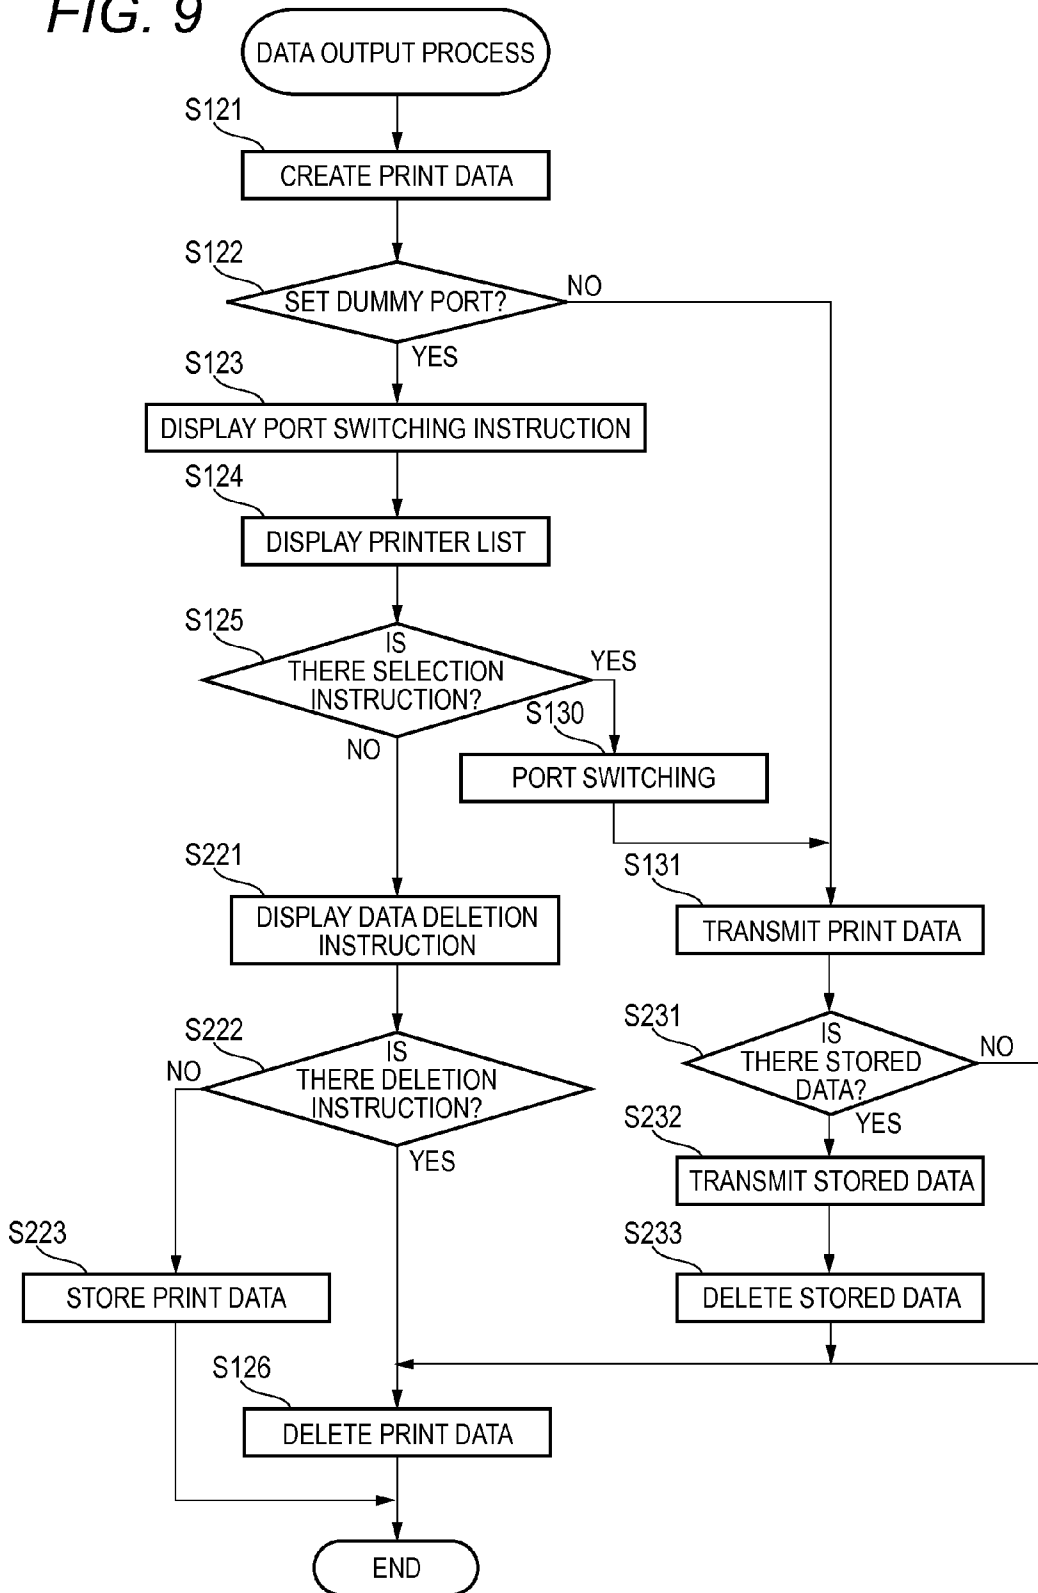 FIG. 9
DATA OUTPUT PROCESS
S121
CREATE PRINT DATA
S122
SET DUMMY PORT?
NO
YES
S123
DISPLAY PORT SWITCHING INSTRUCTION
S124
DISPLAY PRINTER LIST
S125
IS
THERE SELECTION
INSTRUCTION?
YES
NO
S130
PORT SWITCHING
S221
DISPLAY DATA DELETION
INSTRUCTION
S131
TRANSMIT PRINT DATA
S222
IS
THERE DELETION
INSTRUCTION?
NO
YES
S231
IS
THERE STORED
DATA?
NO
YES
S232
TRANSMIT STORED DATA
S223
STORE PRINT DATA
S233
DELETE STORED DATA
S126
DELETE PRINT DATA
END